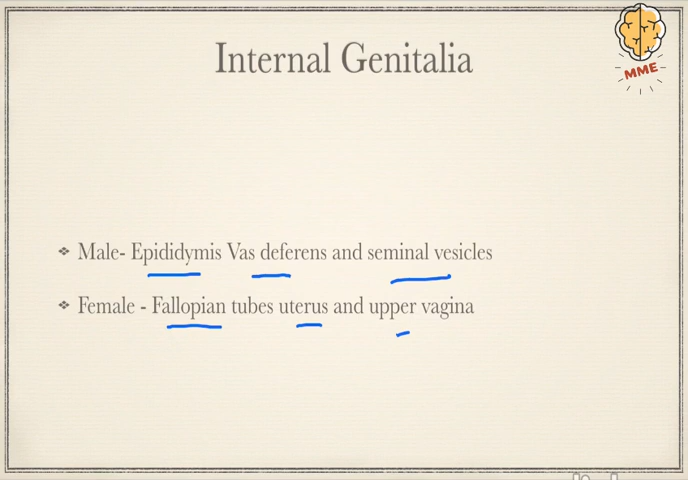 Internal Genitalia
MME
❖ Male- Epididymis Vas deferens and seminal vesicles
❖ Female - Fallopian tubes uterus and upper vagina